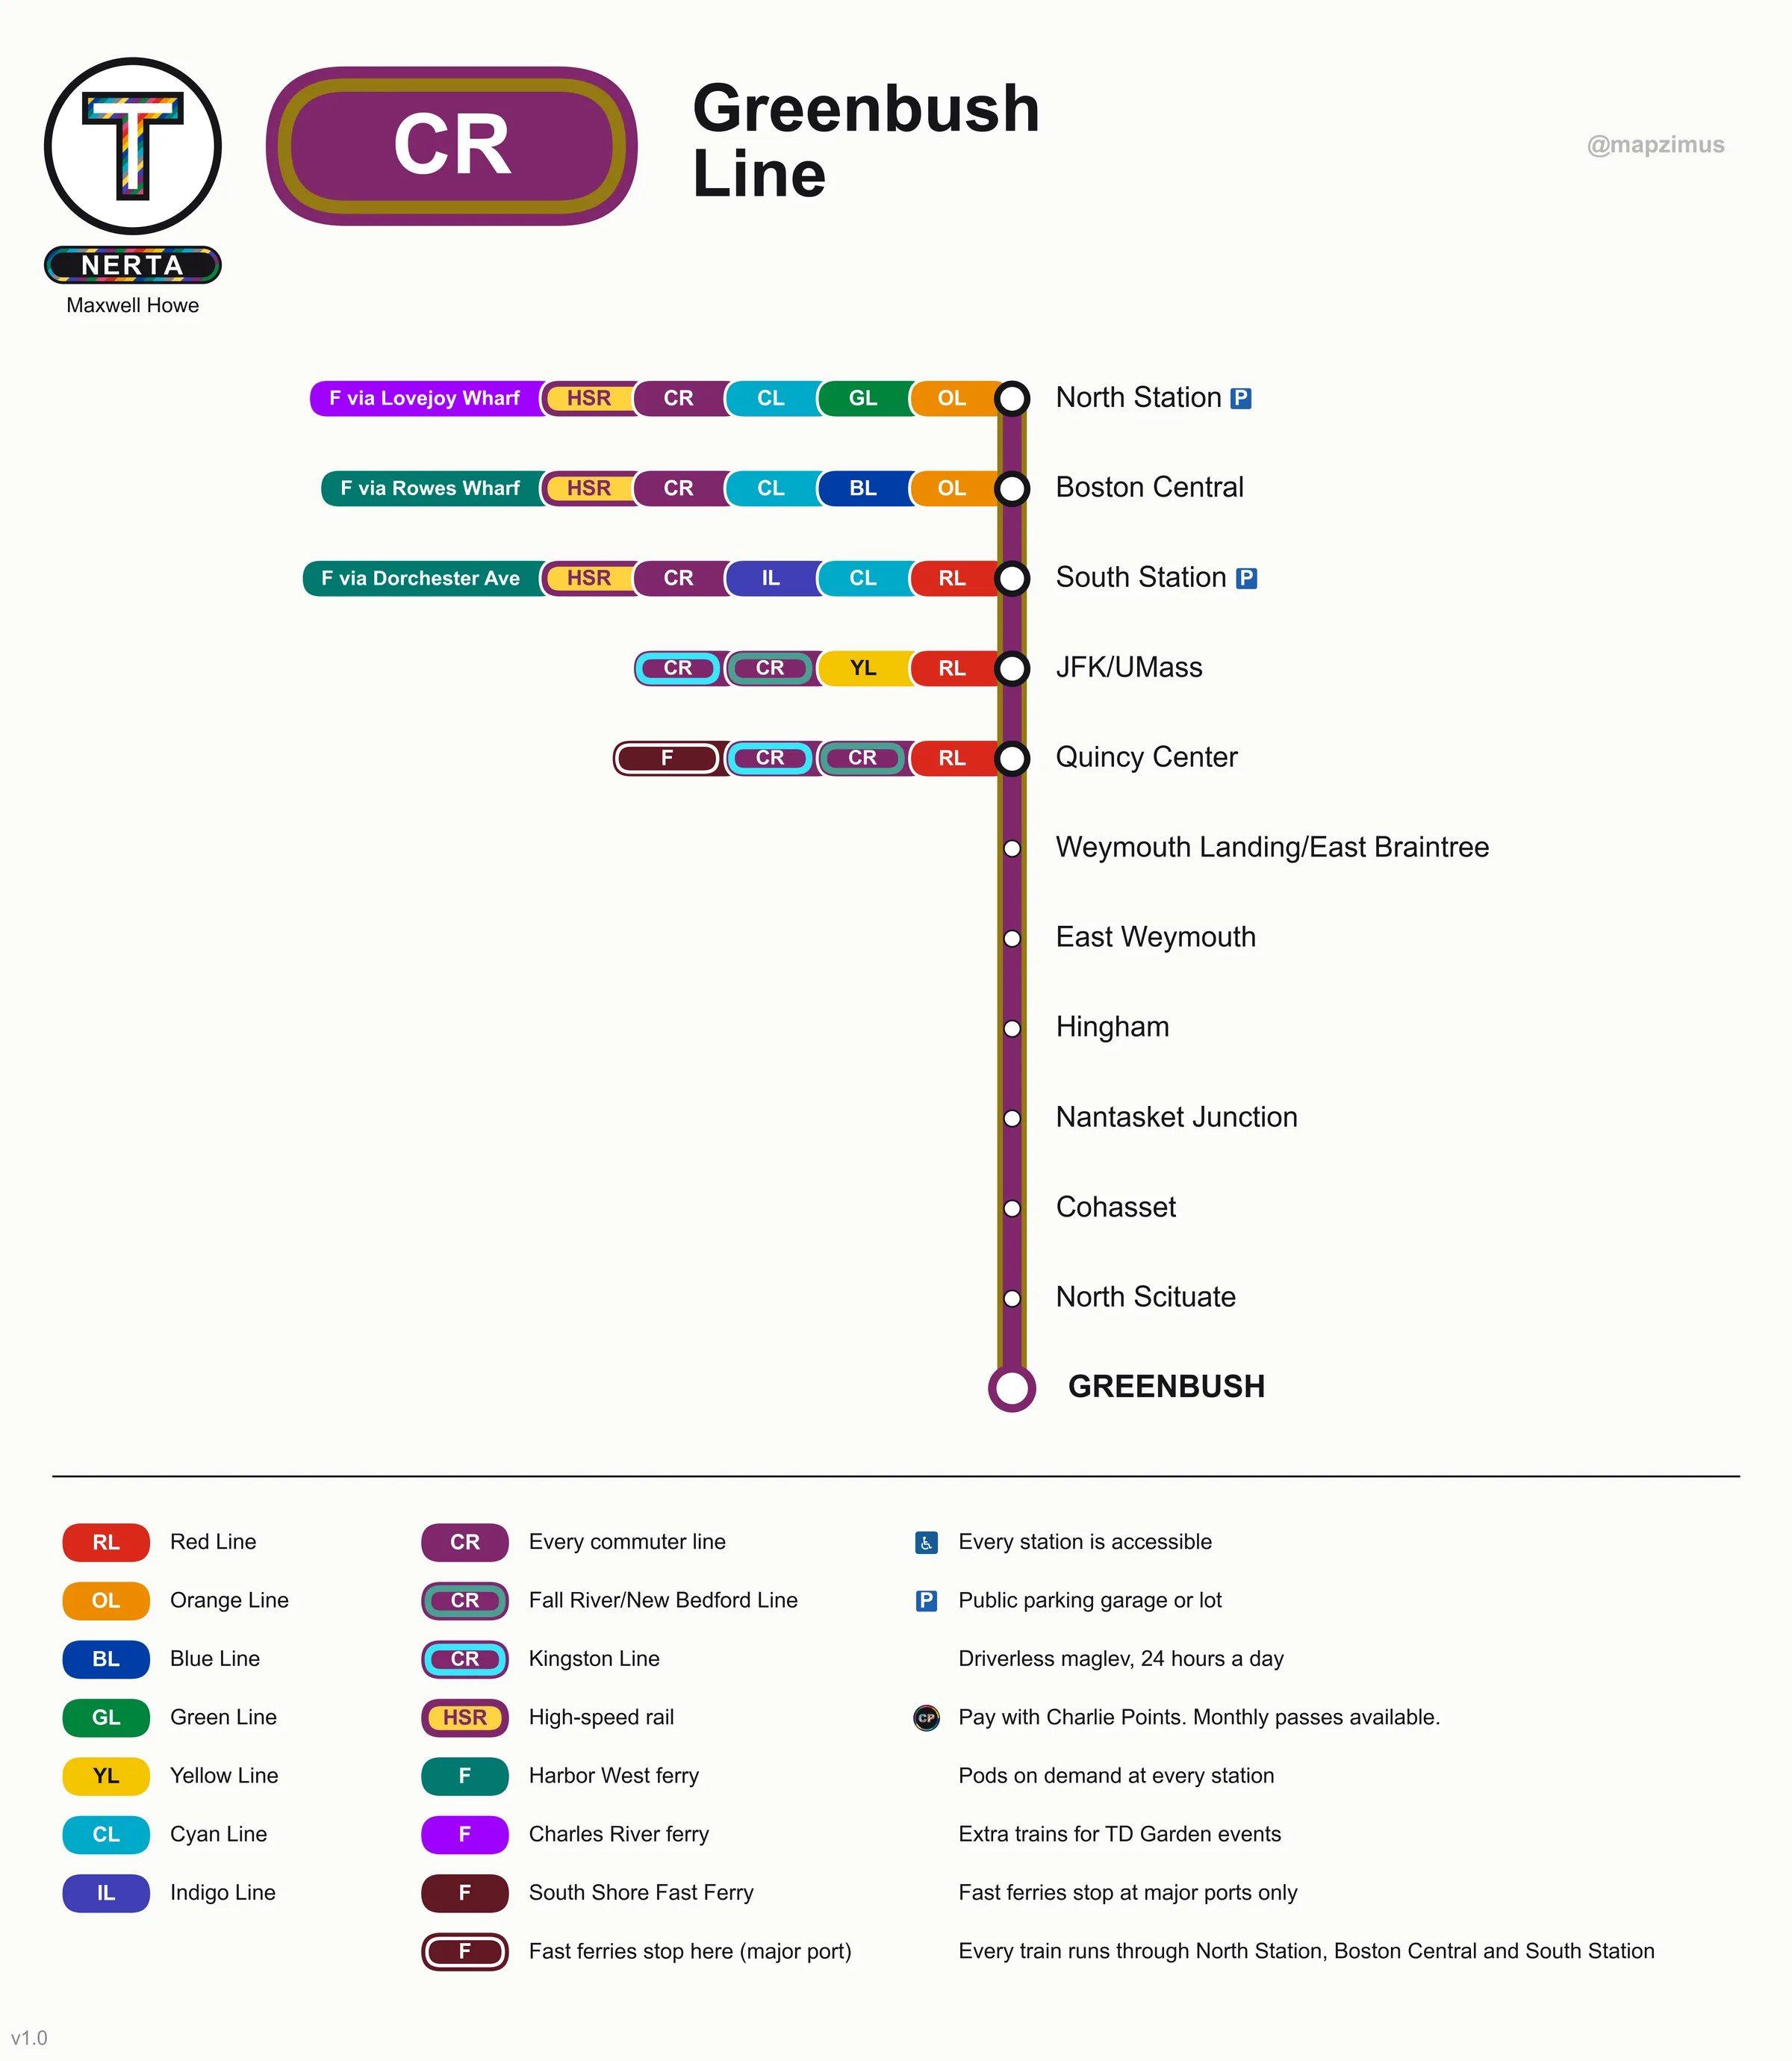 T
CR
Greenbush
Line
@mapzimus
NERTA
Maxwell Howe
F via Lovejoy Wharf HSR CR CL GL OL North Station P
F via Rowes Wharf HSR CR CL BL OL Boston Central
F via Dorchester Ave HSR CR IL CL RL South Station P
CR CR YL RL JFK/UMass
F CR CR RL Quincy Center
Weymouth Landing/East Braintree
East Weymouth
Hingham
Nantasket Junction
Cohasset
North Scituate
GREENBUSH
RL Red Line
OL Orange Line
BL Blue Line
GL Green Line
YL Yellow Line
CL Cyan Line
IL Indigo Line
CR Every commuter line
CR Fall River/New Bedford Line
CR Kingston Line
HSR High-speed rail
F Harbor West ferry
F Charles River ferry
F South Shore Fast Ferry
F Fast ferries stop here (major port)
Every station is accessible
P Public parking garage or lot
Driverless maglev, 24 hours a day
CP Pay with Charlie Points. Monthly passes available.
Pods on demand at every station
Extra trains for TD Garden events
Fast ferries stop at major ports only
Every train runs through North Station, Boston Central and South Station
v1.0